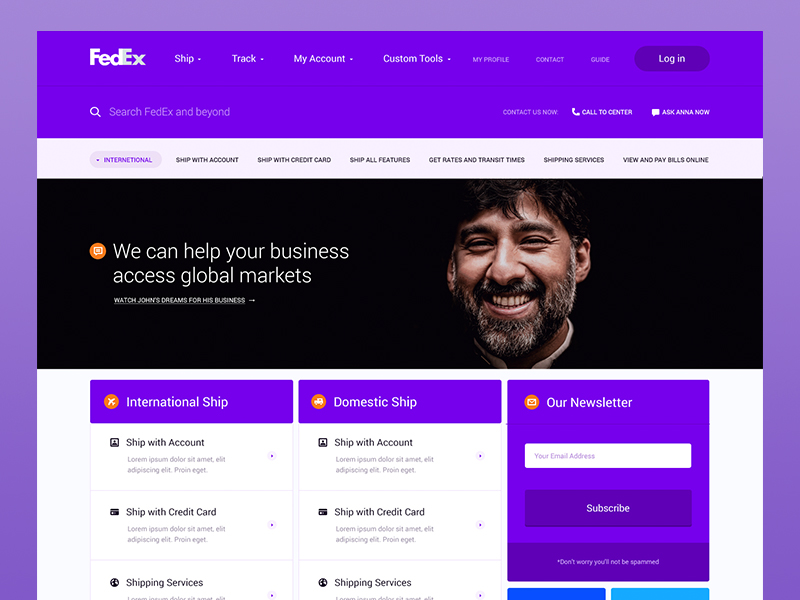 FedEx
Ship
Track
My Account
Custom Tools
MY PROFILE
CONTACT
GUIDE
Log in
Search FedEx and beyond
CONTACT US NOW:
CALL TO CENTER
ASK ANNA NOW
INTERNETIONAL
SHIP WITH ACCOUNT
SHIP WITH CREDIT CARD
SHIP ALL FEATURES
GET RATES AND TRANSIT TIMES
SHIPPING SERVICES
VIEW AND PAY BILLS ONLINE
We can help your business
access global markets
WATCH JOHN'S DREAMS FOR HIS BUSINESS →
International Ship
Ship with Account
Lorem ipsum dolor sit amet, elit
adipiscing elit. Proin eget.
Ship with Credit Card
Lorem ipsum dolor sit amet, elit
adipiscing elit. Proin eget.
Shipping Services
Lorem ipsum dolor sit amet, elit
Domestic Ship
Ship with Account
Lorem ipsum dolor sit amet, elit
adipiscing elit. Proin eget.
Ship with Credit Card
Lorem ipsum dolor sit amet, elit
adipiscing elit. Proin eget.
Shipping Services
Lorem ipsum dolor sit amet, elit
Our Newsletter
Your Email Address
Subscribe
*Don't worry you'll not be spammed